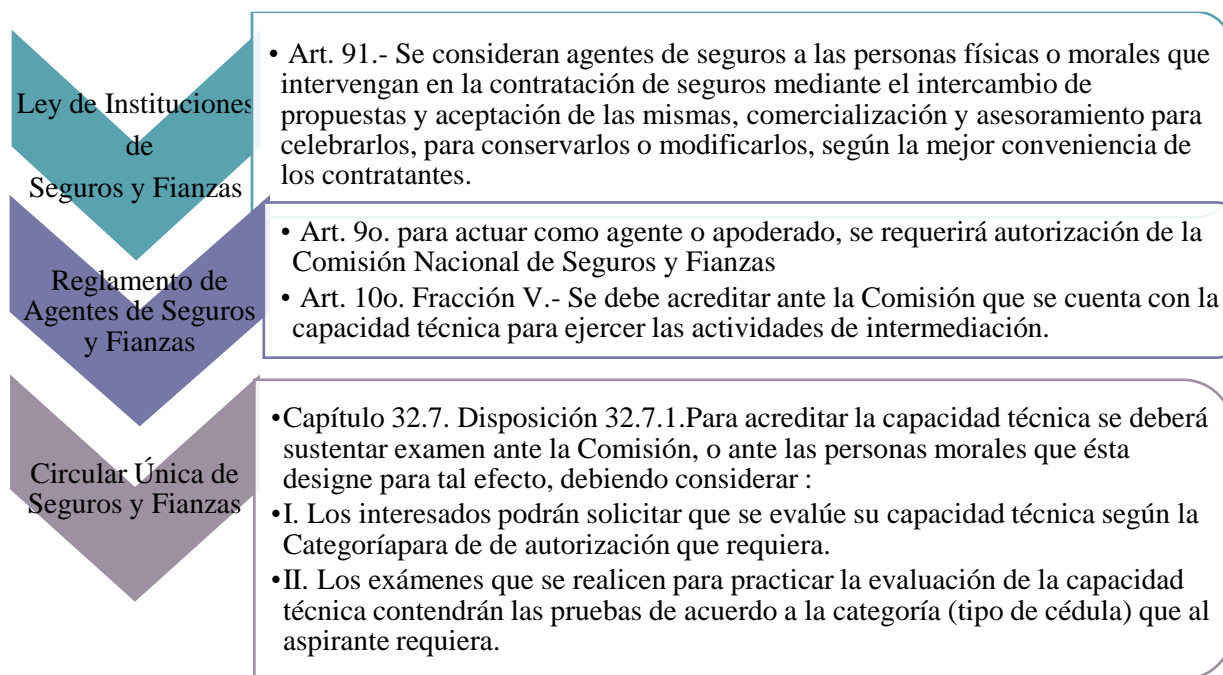 Ley de Instituciones
de
Seguros y Fianzas
• Art. 91.- Se consideran agentes de seguros a las personas físicas o morales que
intervengan en la contratación de seguros mediante el intercambio de
propuestas y aceptación de las mismas, comercialización y asesoramiento para
celebrarlos, para conservarlos o modificarlos, según la mejor conveniencia de
los contratantes.
Reglamento de
Agentes de Seguros
y Fianzas
• Art. 9o. para actuar como agente o apoderado, se requerirá autorización de la
Comisión Nacional de Seguros y Fianzas
• Art. 10o. Fracción V.- Se debe acreditar ante la Comisión que se cuenta con la
capacidad técnica para ejercer las actividades de intermediación.
Circular Única de
Seguros y Fianzas
•Capítulo 32.7. Disposición 32.7.1.Para acreditar la capacidad técnica se deberá
sustentar examen ante la Comisión, o ante las personas morales que ésta
designe para tal efecto, debiendo considerar :
•I. Los interesados podrán solicitar que se evalúe su capacidad técnica según la
Categoríapara de de autorización que requiera.
•II. Los exámenes que se realicen para practicar la evaluación de la capacidad
técnica contendrán las pruebas de acuerdo a la categoría (tipo de cédula) que al
aspirante requiera.